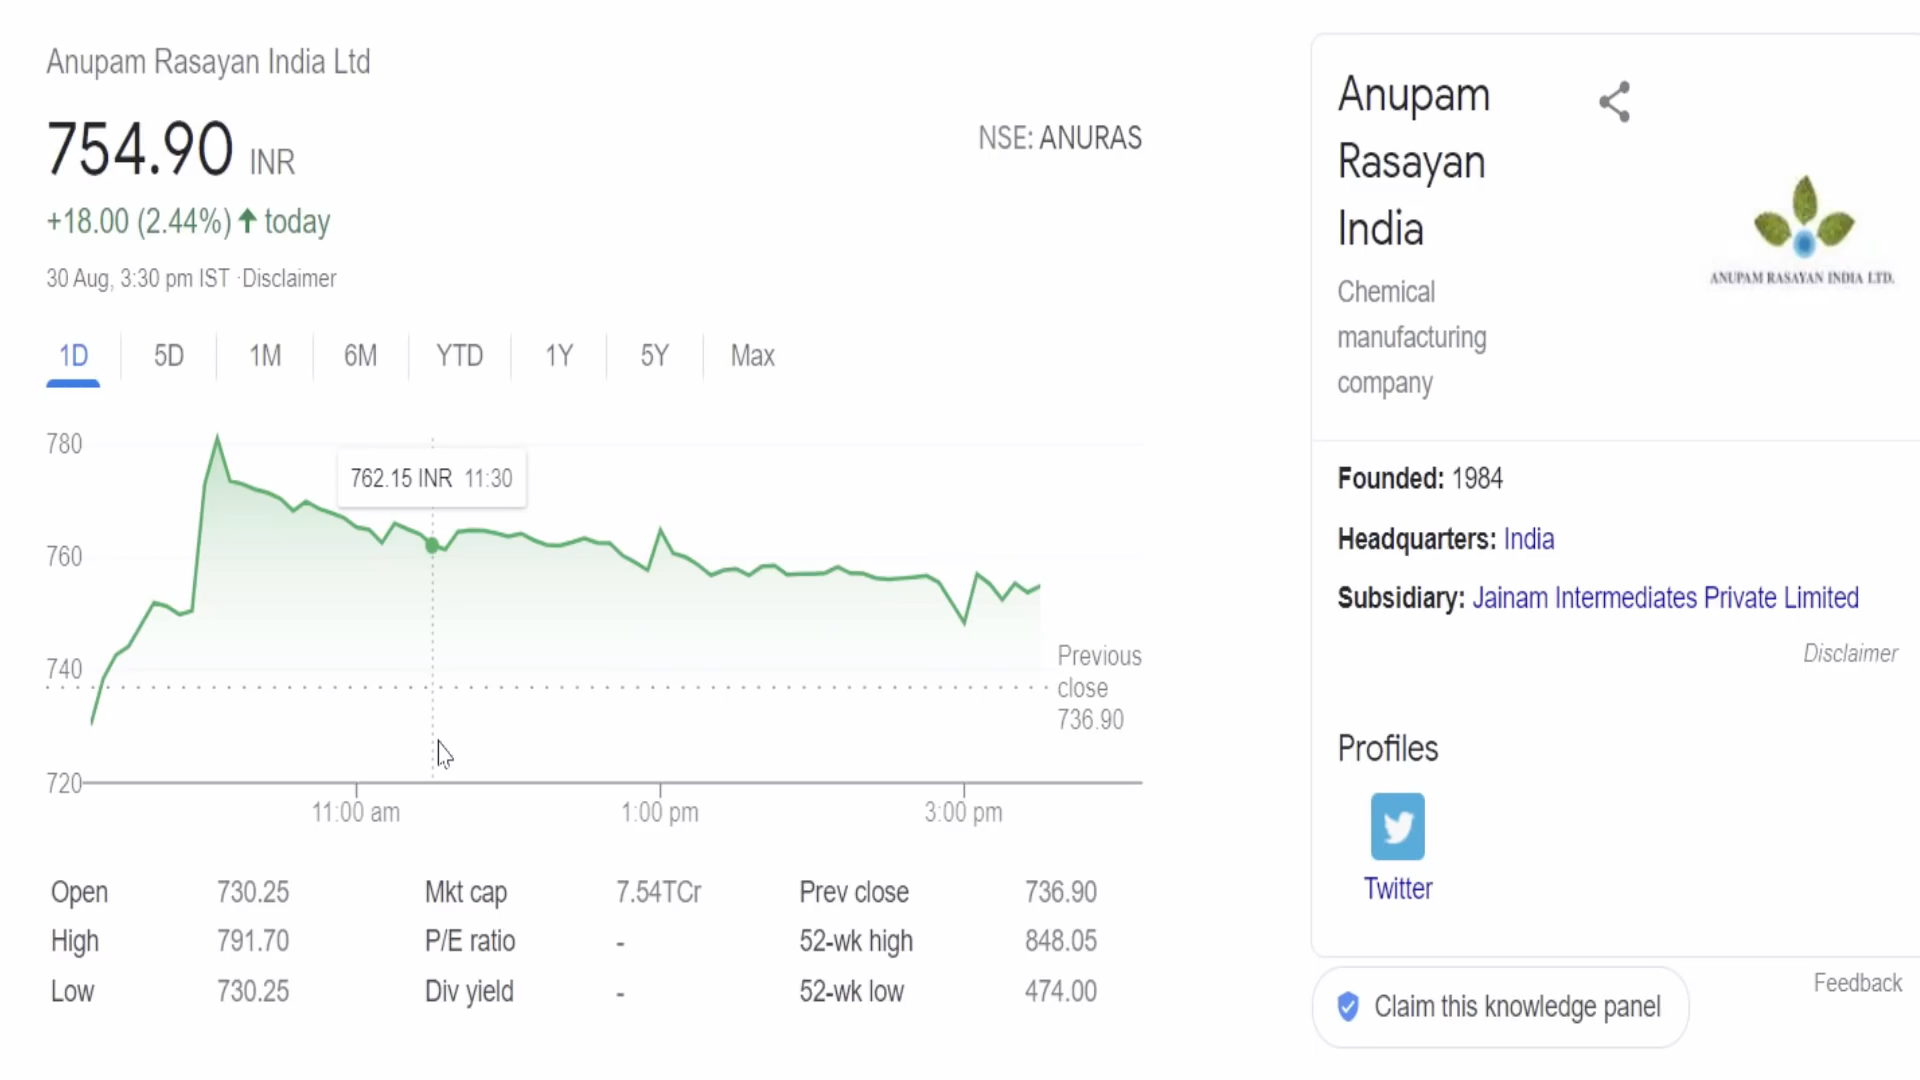 Anupam Rasayan India Ltd
754.90 INR
NSE: ANURAS
+18.00 (2.44%) today
30 Aug, 3:30 pm IST ·Disclaimer
1D 5D 1M 6M YTD 1Y 5Y Max
780
762.15 INR 11:30
760
740
Previous
close
736.90
720
11:00 am 1:00 pm 3:00 pm
Open 730.25 Mkt cap 7.54TCr Prev close 736.90
High 791.70 P/E ratio - 52-wk high 848.05
Low 730.25 Div yield - 52-wk low 474.00
Anupam
Rasayan
India
ANUPAM RASAYAN INDIA LTD.
Chemical
manufacturing
company
Founded: 1984
Headquarters: India
Subsidiary: Jainam Intermediates Private Limited
Disclaimer
Profiles
Twitter
Feedback
Claim this knowledge panel